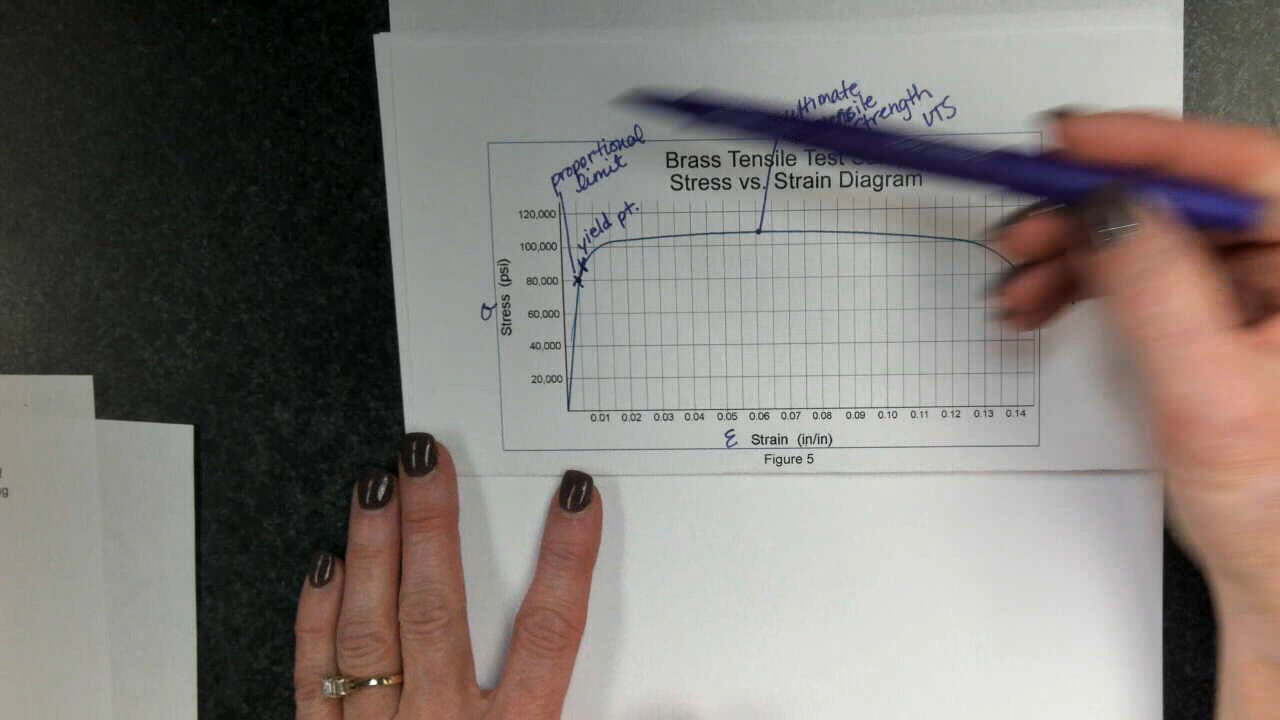 ultimate
strength
UTS
proportional
limit
Brass Tensile Test
Stress vs. Strain Diagram
yield pt.
120,000
100,000
80,000
60,000
40,000
20,000
σ Stress (psi)
0.01 0.02 0.03 0.04 0.05 0.06 0.07 0.08 0.09 0.10 0.11 0.12 0.13 0.14
ε Strain (in/in)
Figure 5